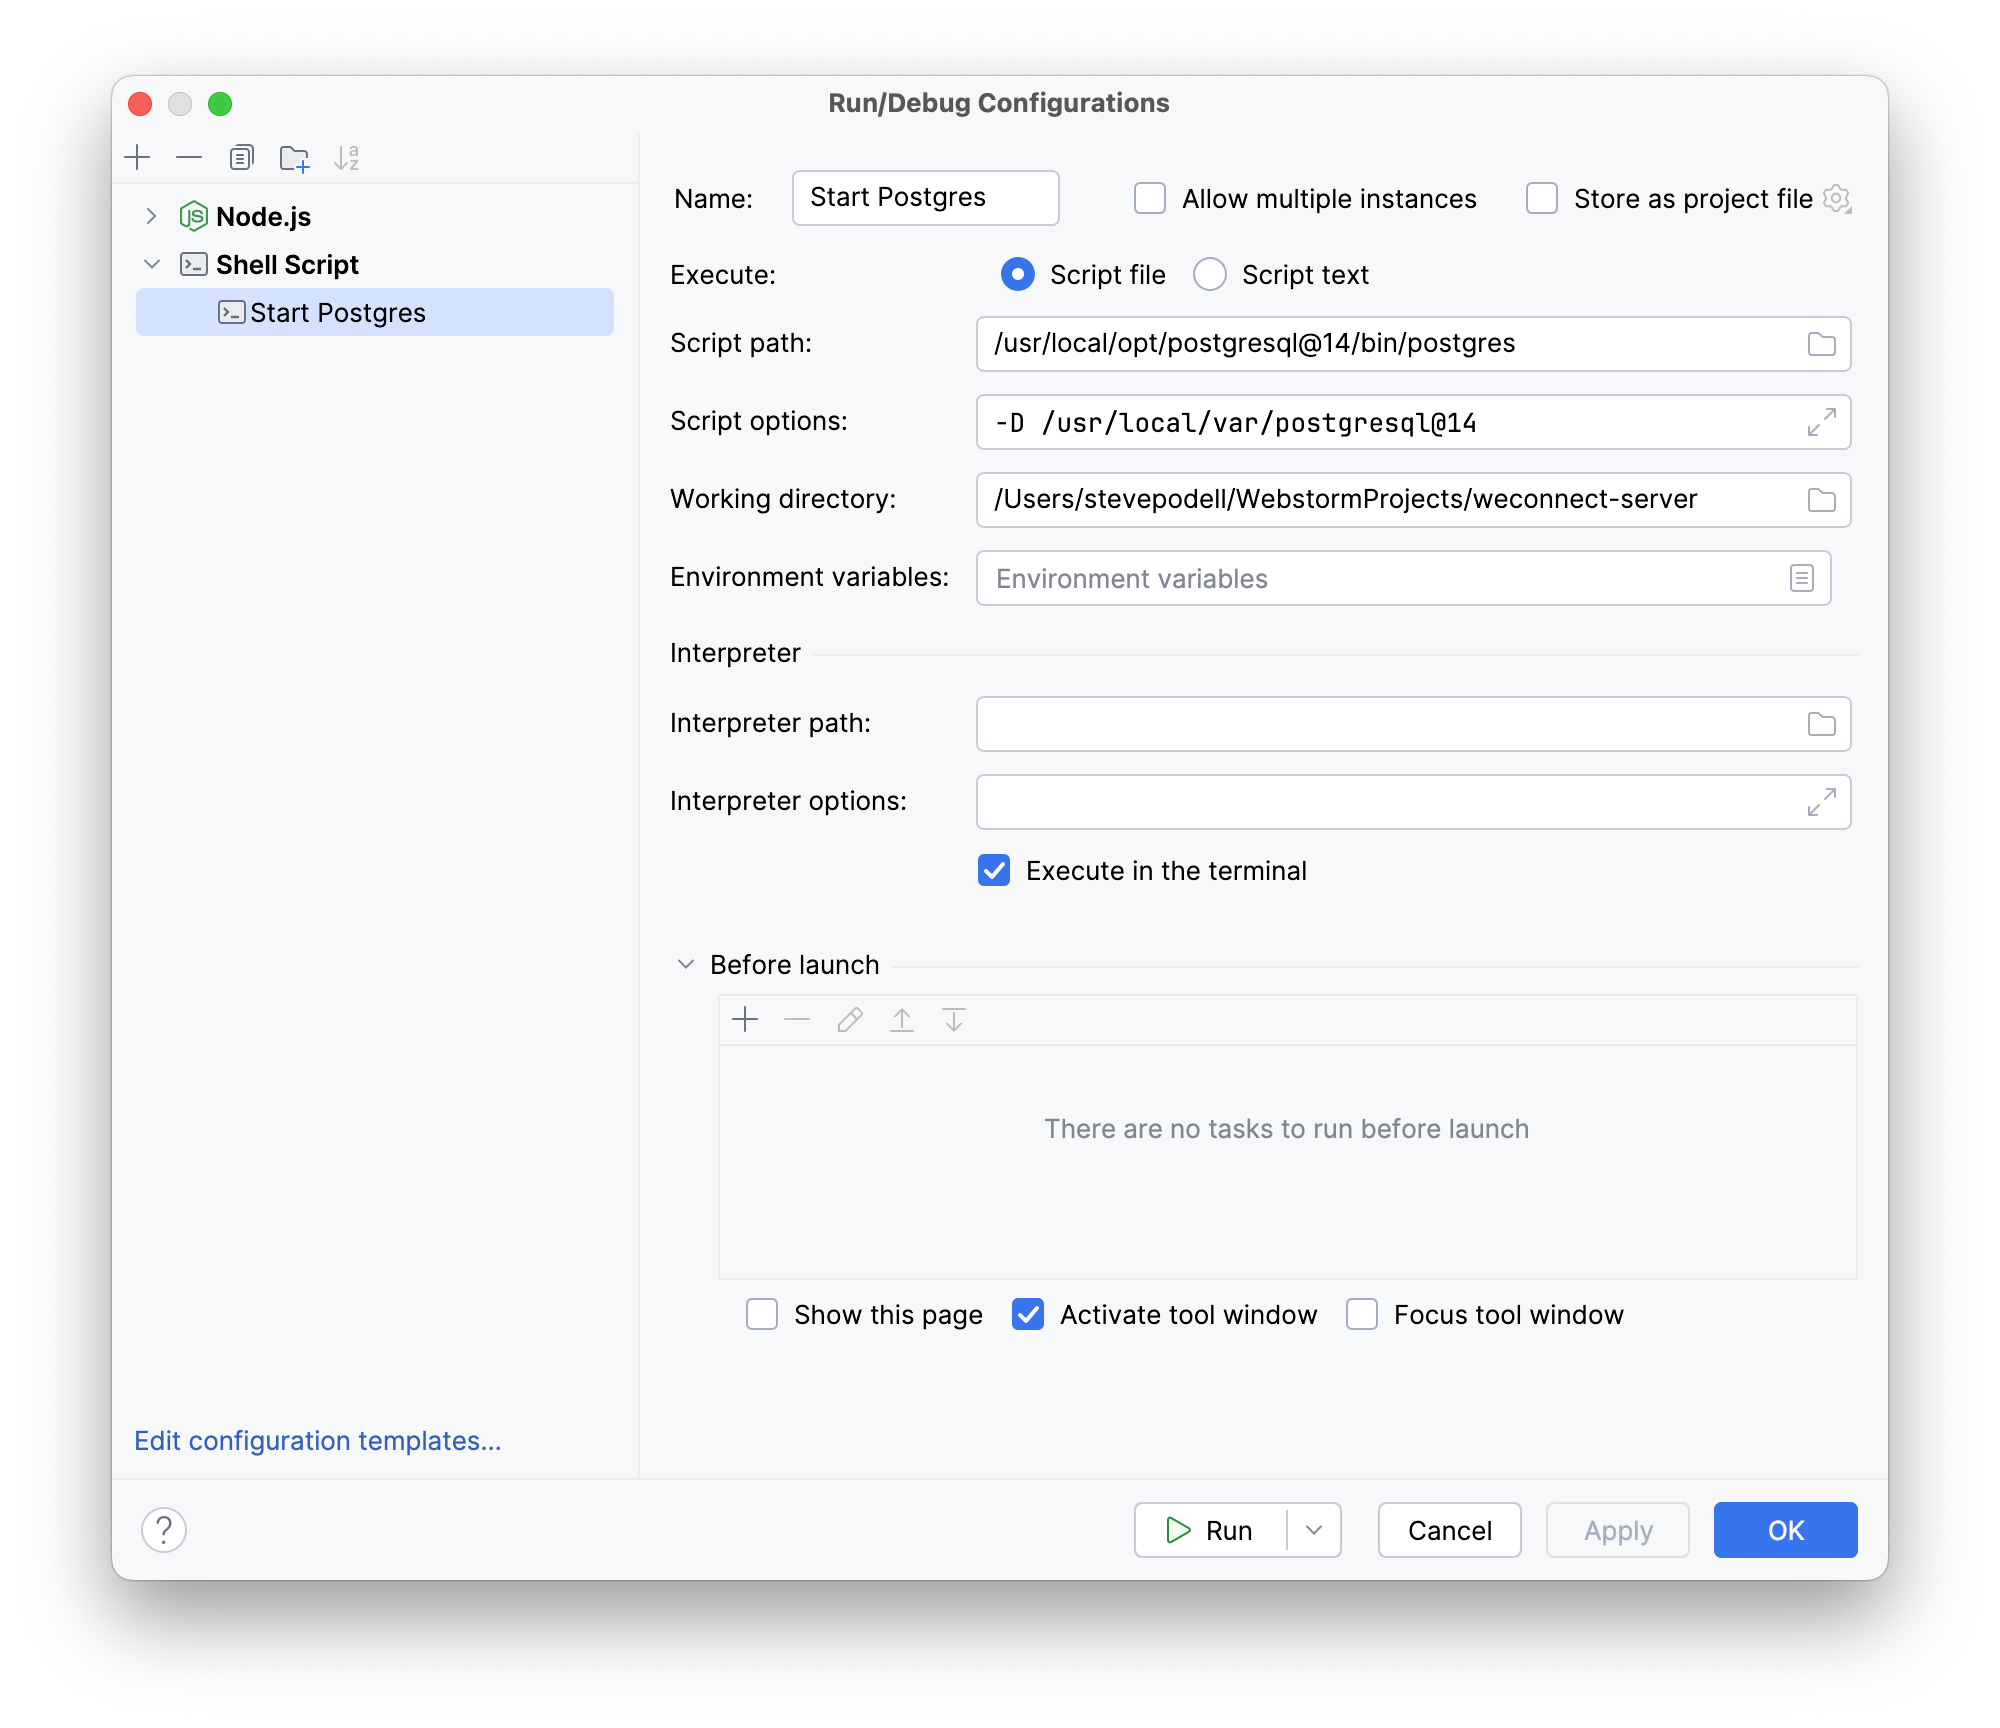 Run/Debug Configurations
Node.js
Shell Script
Start Postgres
Edit configuration templates...
Name: Start Postgres Allow multiple instances Store as project file
Execute: Script file Script text
Script path: /usr/local/opt/postgresql@14/bin/postgres
Script options: -D /usr/local/var/postgresql@14
Working directory: /Users/stevepodell/WebstormProjects/weconnect-server
Environment variables: Environment variables
Interpreter
Interpreter path:
Interpreter options:
Execute in the terminal
Before launch
There are no tasks to run before launch
Show this page Activate tool window Focus tool window
? Run Cancel Apply OK